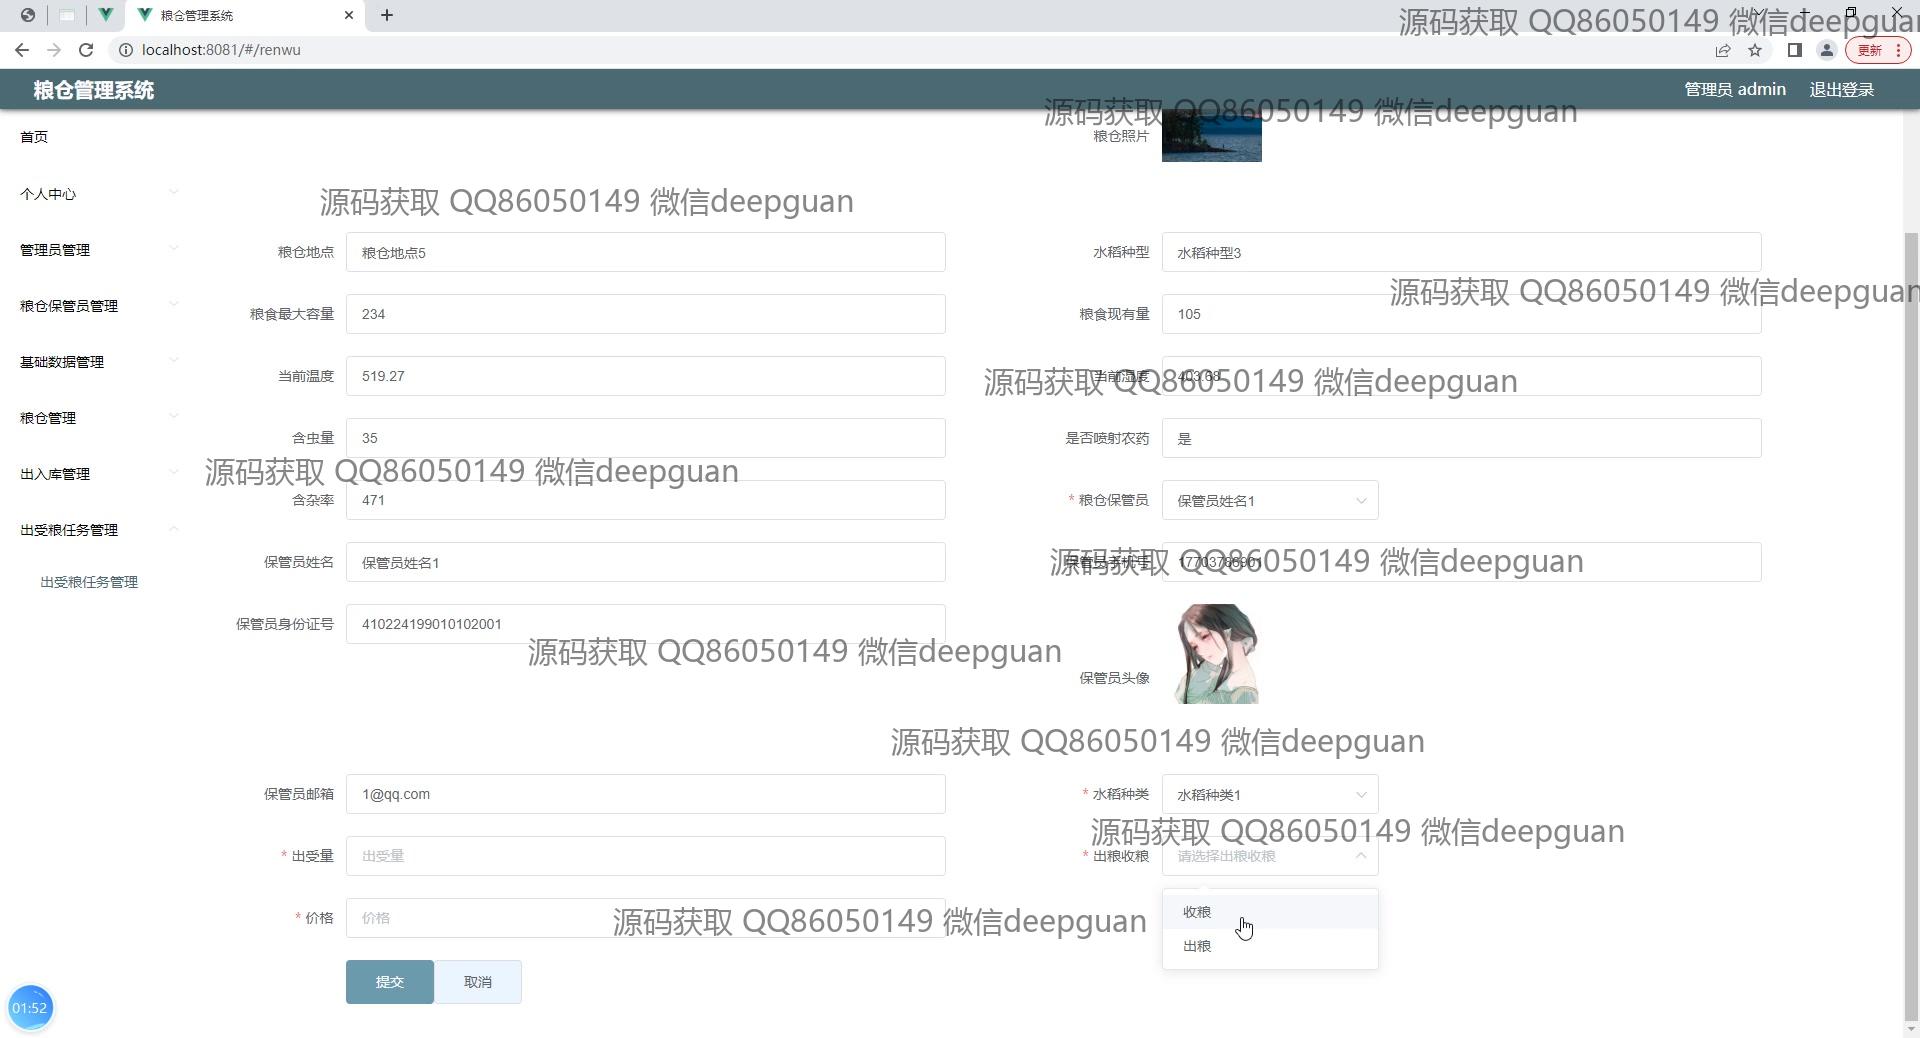 粮仓管理系统
源码获取 QQ86050149 微信deepguan
localhost:8081/#/renwu
更新
粮仓管理系统
管理员 admin
退出登录
源码获取 QQ86050149 微信deepguan
首页
粮仓照片
个人中心
源码获取 QQ86050149 微信deepguan
管理员管理
粮仓地点 粮仓地点5
水稻种型 水稻种型3
源码获取 QQ86050149 微信deepguan
粮仓保管员管理
粮食最大容量 234
粮食现有量 105
基础数据管理
当前温度 519.27
当前湿度 403.68
源码获取 QQ86050149 微信deepguan
粮仓管理
含虫量 35
是否喷射农药 是
出入库管理
源码获取 QQ86050149 微信deepguan
含杂率 471
* 粮仓保管员 保管员姓名1
出受粮任务管理
保管员姓名 保管员姓名1
保管员手机号
源码获取 QQ86050149 微信deepguan
出受粮任务管理
保管员身份证号 410224199010102001
源码获取 QQ86050149 微信deepguan
保管员头像
源码获取 QQ86050149 微信deepguan
保管员邮箱 1@qq.com
* 水稻种类 水稻种类1
源码获取 QQ86050149 微信deepguan
* 出受量 出受量
* 出粮收粮 请选择出粮收粮
* 价格 价格
源码获取 QQ86050149 微信deepguan
收粮
出粮
提交
取消
01:52